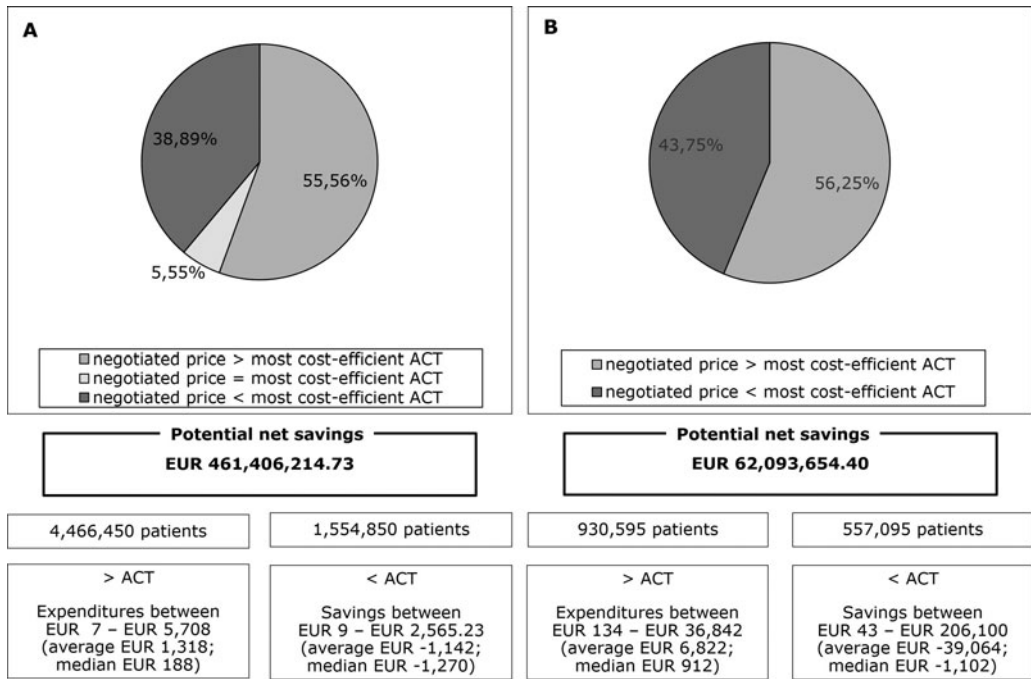 A
38,89%
55,56%
5,55%
negotiated price > most cost-efficient ACT
negotiated price = most cost-efficient ACT
negotiated price < most cost-efficient ACT
Potential net savings
EUR 461,406,214.73
4,466,450 patients
1,554,850 patients
> ACT
Expenditures between
EUR 7 – EUR 5,708
(average EUR 1,318;
median EUR 188)
< ACT
Savings between
EUR 9 – EUR 2,565.23
(average EUR -1,142;
median EUR -1,270)
B
43,75%
56,25%
negotiated price > most cost-efficient ACT
negotiated price < most cost-efficient ACT
Potential net savings
EUR 62,093,654.40
930,595 patients
557,095 patients
> ACT
Expenditures between
EUR 134 – EUR 36,842
(average EUR 6,822;
median EUR 912)
< ACT
Savings between
EUR 43 – EUR 206,100
(average EUR -39,064;
median EUR -1,102)